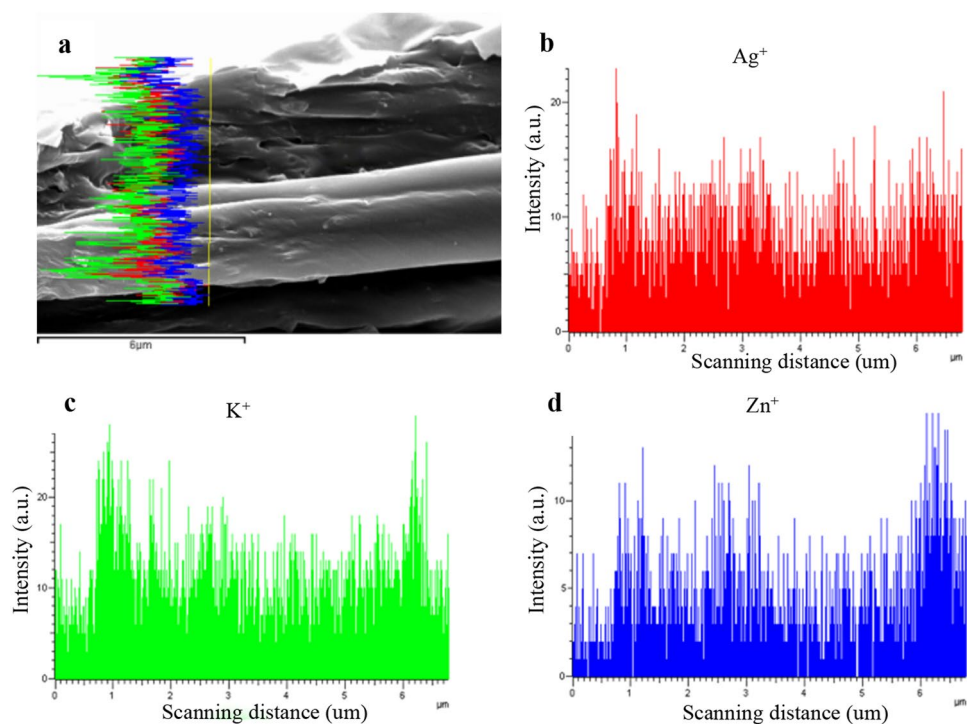 a
6μm
b
Ag⁺
Intensity (a.u.)
20
10
0
0 1 2 3 4 5 6 μm
Scanning distance (um)
c
K⁺
Intensity (a.u.)
20
10
0
0 1 2 3 4 5 6 μm
Scanning distance (um)
d
Zn⁺
Intensity (a.u.)
10
5
0
0 1 2 3 4 5 6 μm
Scanning distance (um)